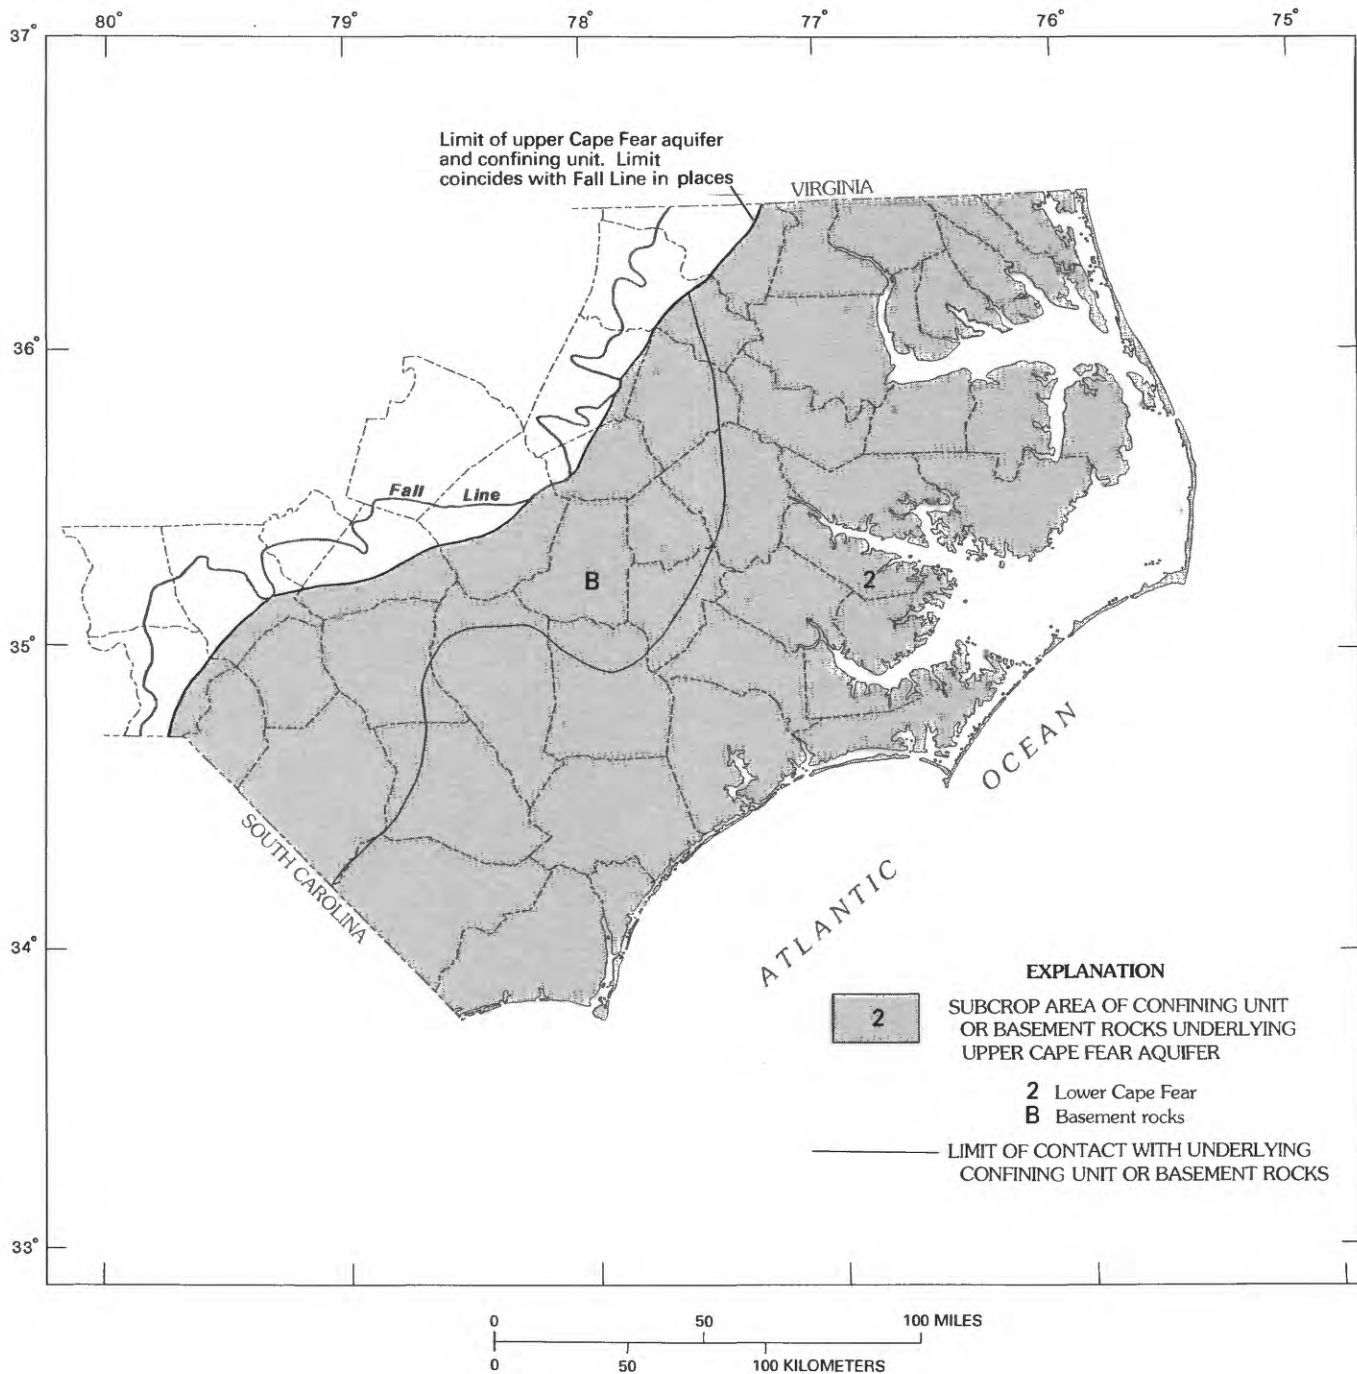 80° 79° 78° 77° 76° 75°
37°
Limit of upper Cape Fear aquifer
and confining unit. Limit
coincides with Fall Line in places
VIRGINIA
36°
Fall Line
B
2
35°
OCEAN
SOUTH CAROLINA
ATLANTIC
34°
EXPLANATION
2
SUBCROP AREA OF CONFINING UNIT
OR BASEMENT ROCKS UNDERLYING
UPPER CAPE FEAR AQUIFER
2 Lower Cape Fear
B Basement rocks
LIMIT OF CONTACT WITH UNDERLYING
CONFINING UNIT OR BASEMENT ROCKS
33°
0 50 100 MILES
0 50 100 KILOMETERS